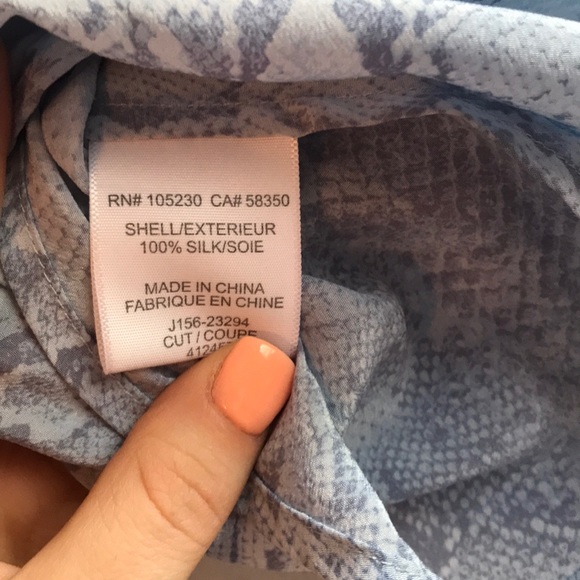 RN# 105230 CA# 58350
SHELL/EXTERIEUR
100% SILK/SOIE
MADE IN CHINA
FABRIQUE EN CHINE
J156-23294
CUT / COUPE